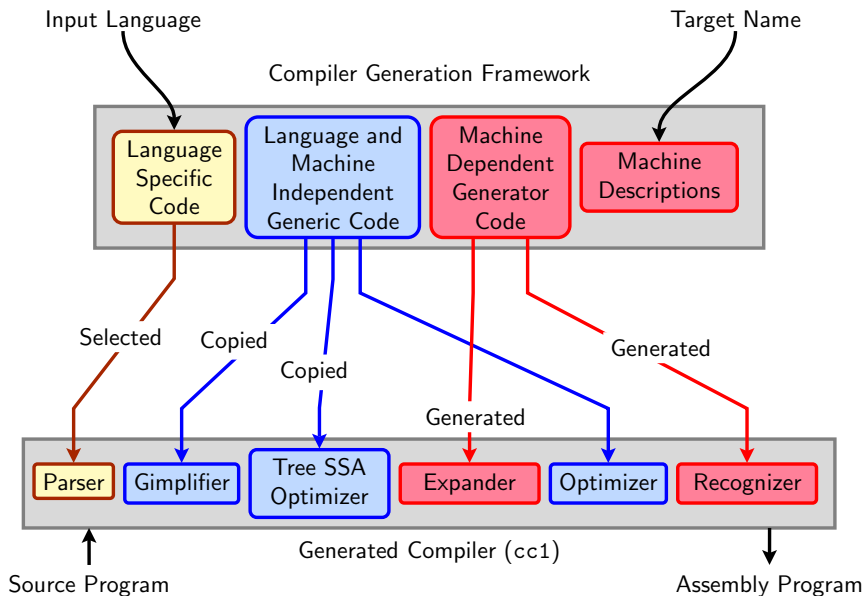 Input Language
Target Name
Compiler Generation Framework
Language
Specific
Code
Language and
Machine
Independent
Generic Code
Machine
Dependent
Generator
Code
Machine
Descriptions
Selected
Copied
Copied
Generated
Generated
Parser
Gimplifier
Tree SSA
Optimizer
Expander
Optimizer
Recognizer
Generated Compiler (cc1)
Source Program
Assembly Program